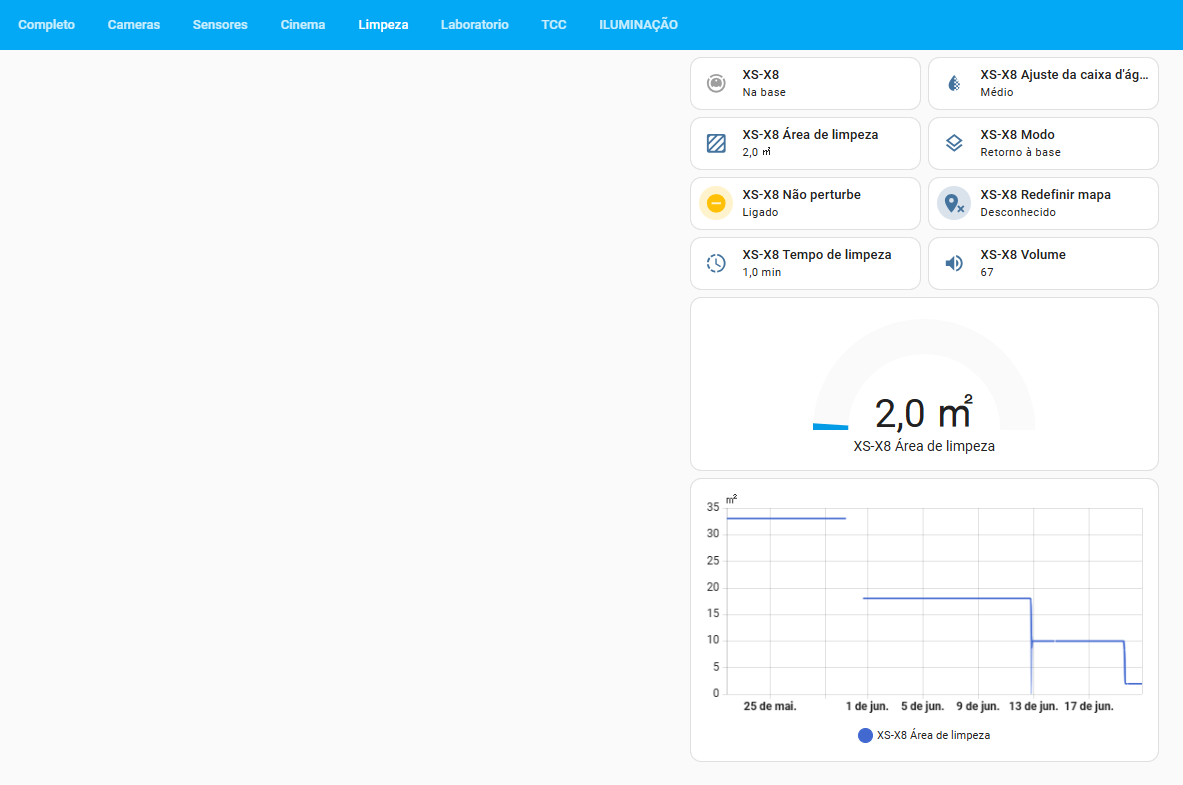 Completo Cameras Sensores Cinema Limpeza Laboratorio TCC ILUMINAÇÃO
XS-X8
Na base
XS-X8 Ajuste da caixa d'ág...
Médio
XS-X8 Área de limpeza
2,0 m²
XS-X8 Modo
Retorno à base
XS-X8 Não perturbe
Ligado
XS-X8 Redefinir mapa
Desconhecido
XS-X8 Tempo de limpeza
1,0 min
XS-X8 Volume
67
2,0 m²
XS-X8 Área de limpeza
m²
35
30
25
20
15
10
5
0
25 de mai. 1 de jun. 5 de jun. 9 de jun. 13 de jun. 17 de jun.
XS-X8 Área de limpeza